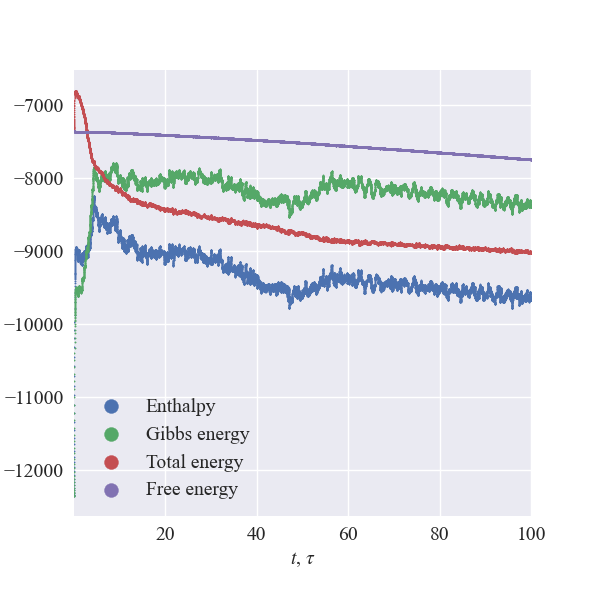 −7000
−8000
−9000
−10000
−11000
−12000
Enthalpy
Gibbs energy
Total energy
Free energy
20 40 60 80 100
t, τ